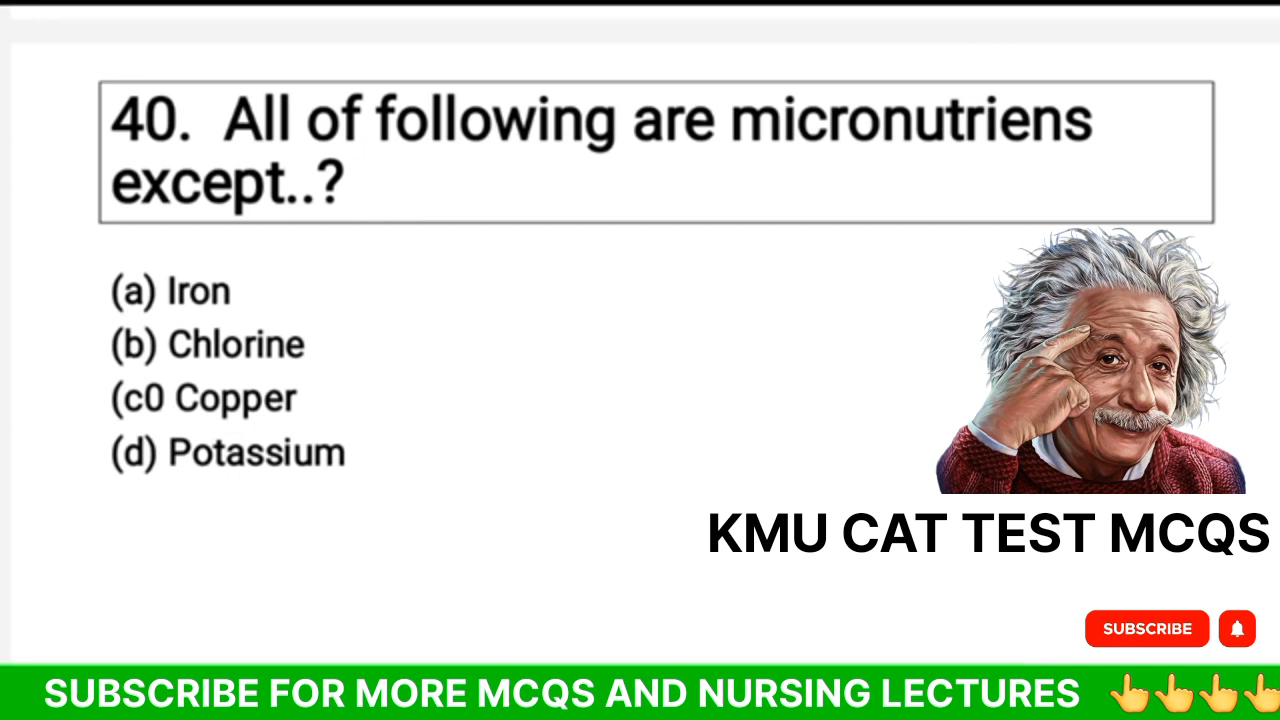 40. All of following are micronutriens
except..?
(a) Iron
(b) Chlorine
(c0 Copper
(d) Potassium
KMU CAT TEST MCQS
SUBSCRIBE
SUBSCRIBE FOR MORE MCQS AND NURSING LECTURES 👆👆👆👆